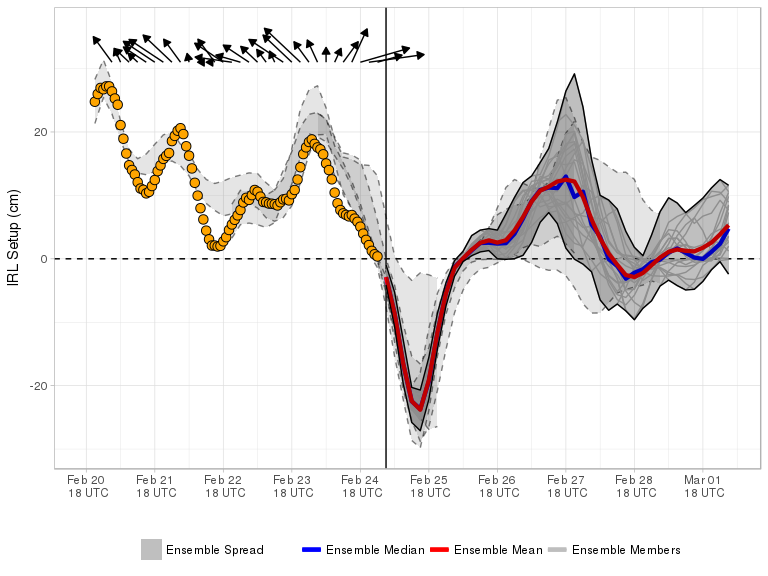 IRL Setup (cm)
20
0
-20
Feb 20 Feb 21 Feb 22 Feb 23 Feb 24 Feb 25 Feb 26 Feb 27 Feb 28 Mar 01
18 UTC 18 UTC 18 UTC 18 UTC 18 UTC 18 UTC 18 UTC 18 UTC 18 UTC 18 UTC
Ensemble Spread Ensemble Median Ensemble Mean Ensemble Members